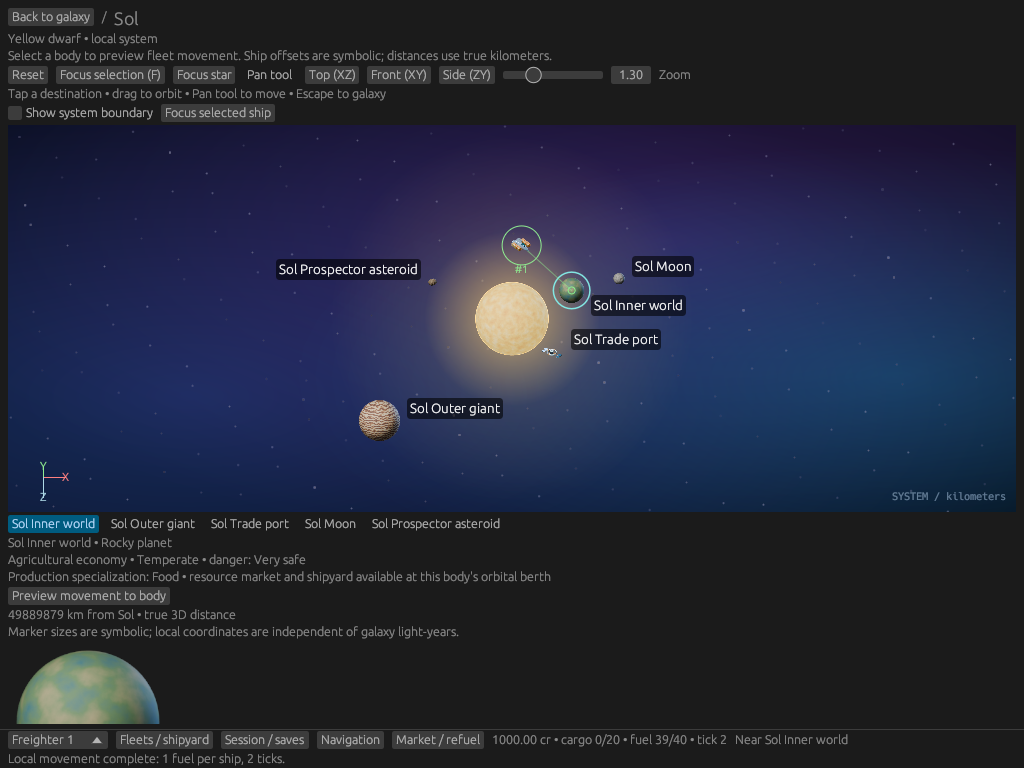 Back to galaxy / Sol
Yellow dwarf • local system
Select a body to preview fleet movement. Ship offsets are symbolic; distances use true kilometers.
Reset Focus selection (F) Focus star Pan tool Top (XZ) Front (XY) Side (ZY) 1.30 Zoom
Tap a destination • drag to orbit • Pan tool to move • Escape to galaxy
Show system boundary Focus selected ship
#1
Sol Prospector asteroid
Sol Moon
Sol Inner world
Sol Trade port
Sol Outer giant
Y
X
Z
SYSTEM / kilometers
Sol Inner world Sol Outer giant Sol Trade port Sol Moon Sol Prospector asteroid
Sol Inner world • Rocky planet
Agricultural economy • Temperate • danger: Very safe
Production specialization: Food • resource market and shipyard available at this body's orbital berth
Preview movement to body
49889879 km from Sol • true 3D distance
Marker sizes are symbolic; local coordinates are independent of galaxy light-years.
Freighter 1 Fleets / shipyard Session / saves Navigation Market / refuel 1000.00 cr • cargo 0/20 • fuel 39/40 • tick 2 Near Sol Inner world
Local movement complete: 1 fuel per ship, 2 ticks.